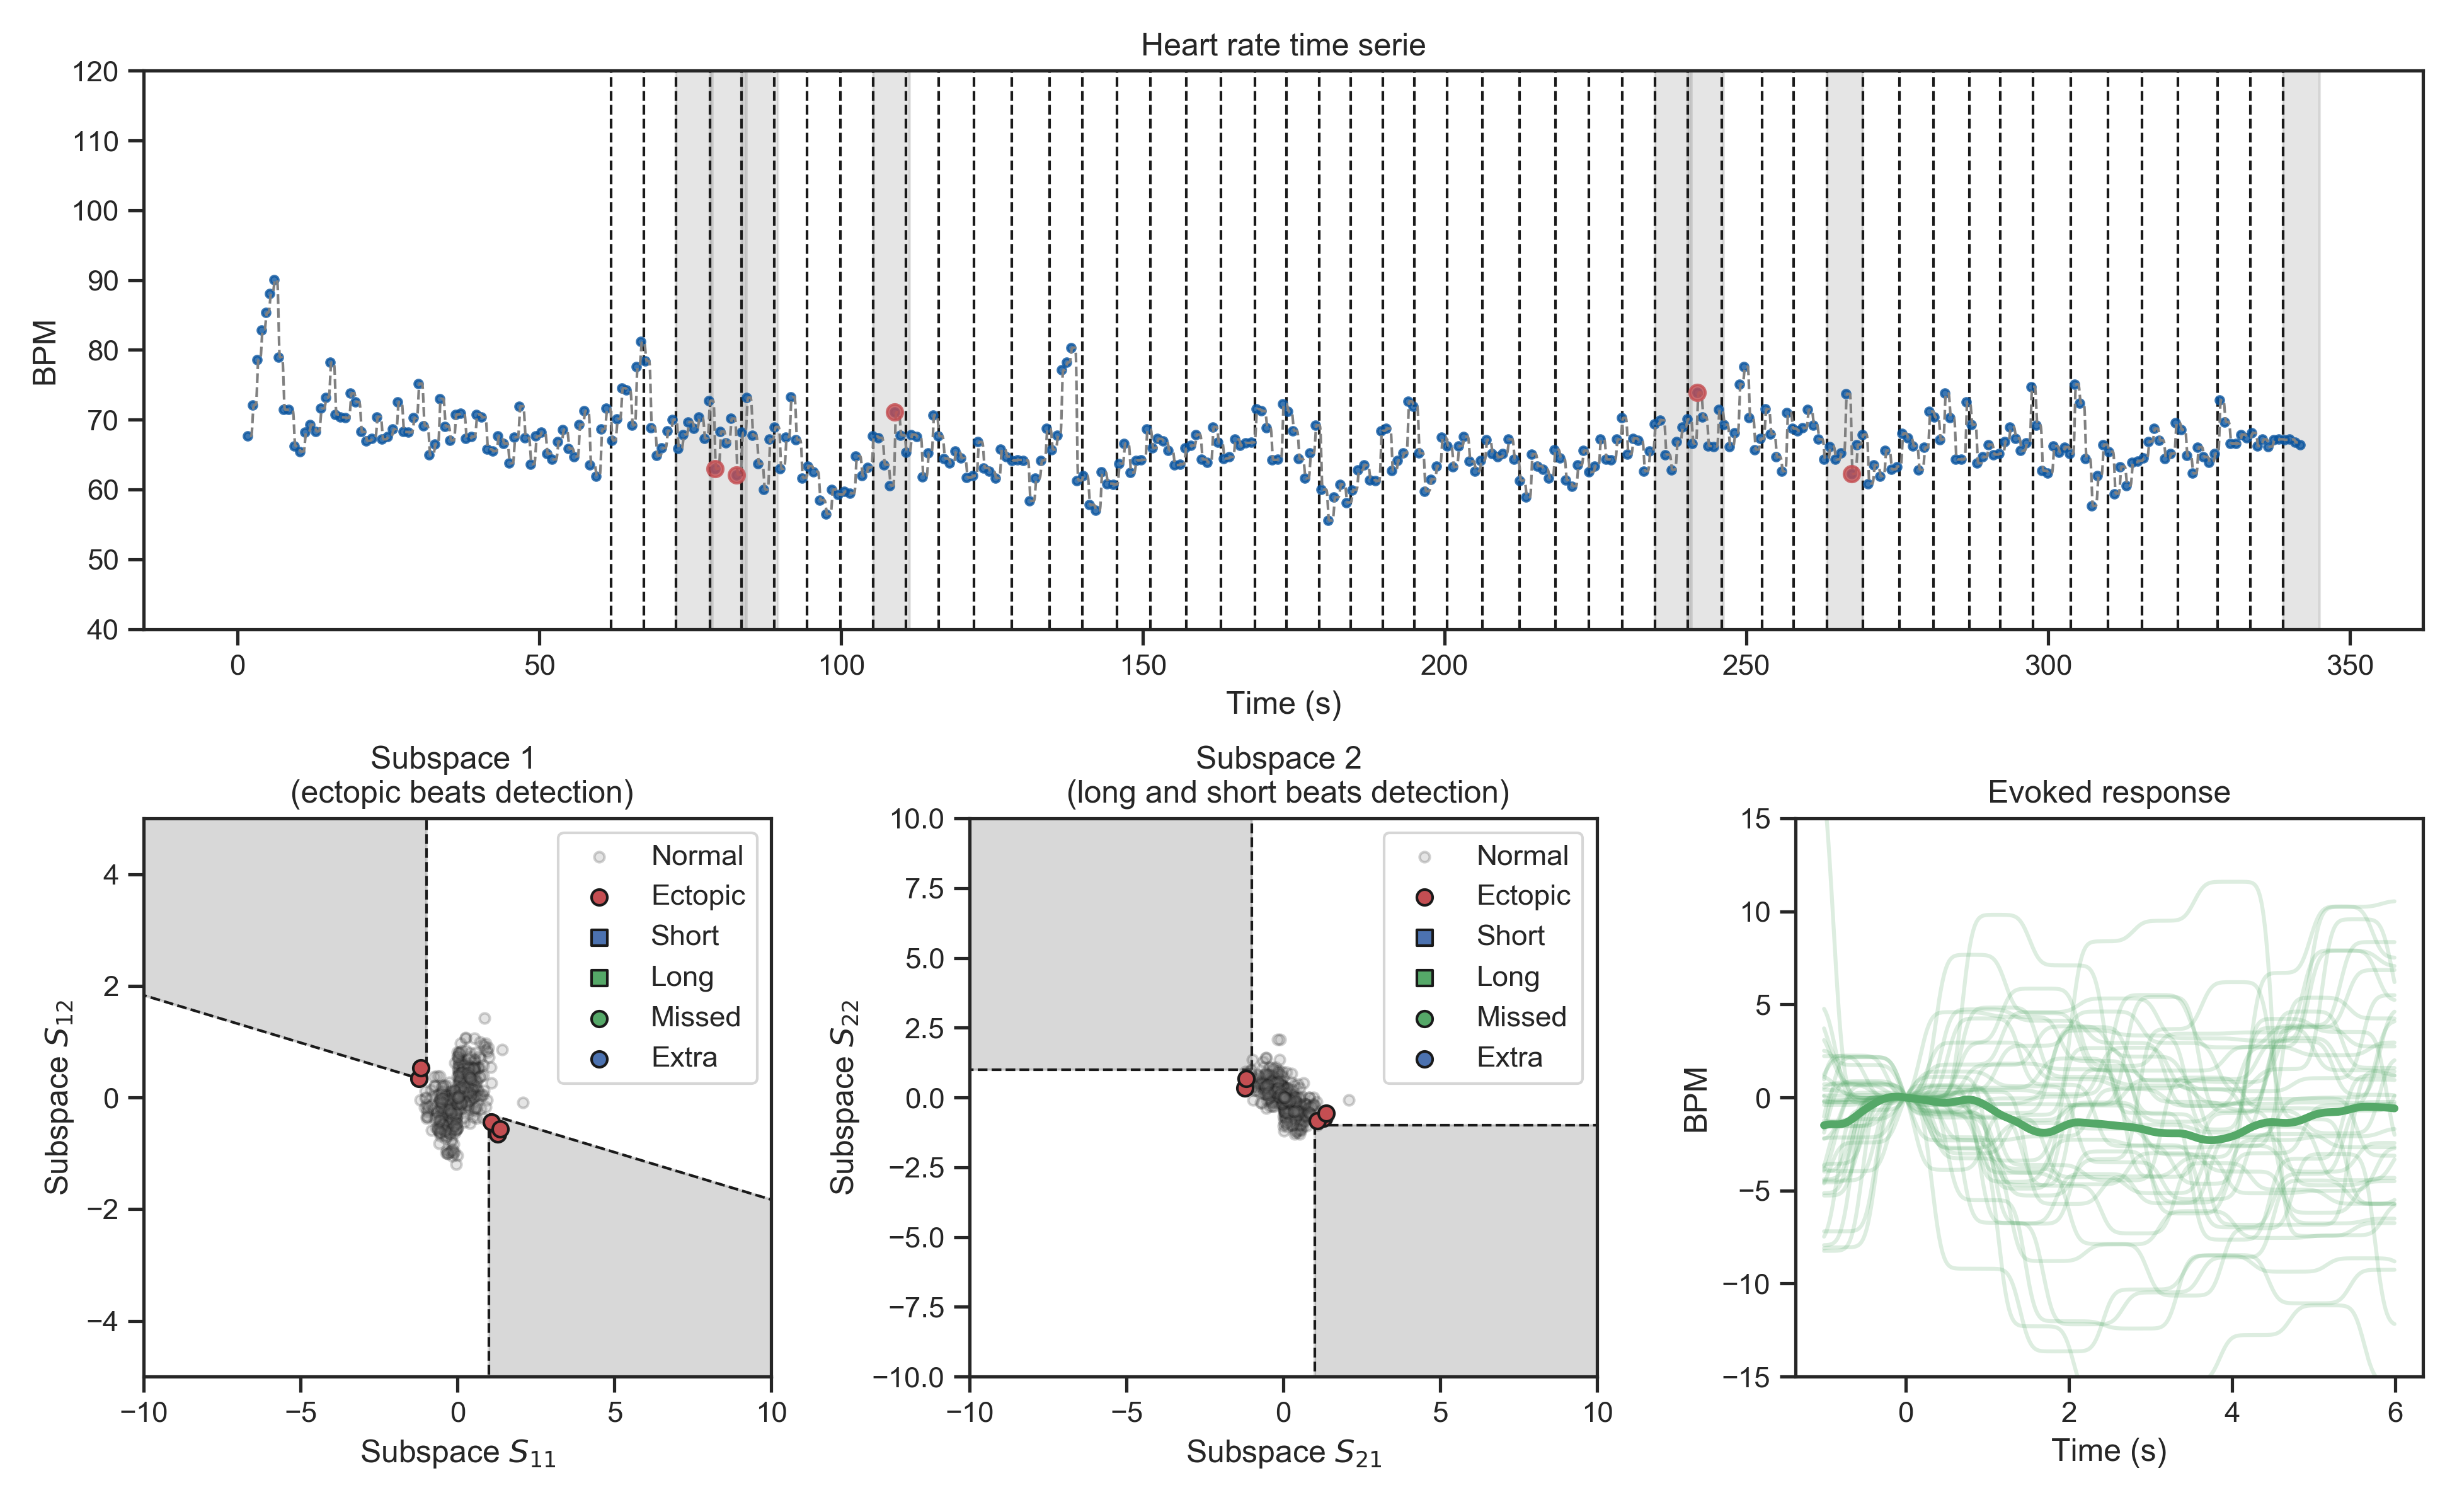 Heart rate time serie
120
110
100
90
80
70
60
50
40
BPM
0
50
100
150
200
250
300
350
Time (s)
Subspace 1
(ectopic beats detection)
4
2
0
−2
−4
Subspace S12
Normal
Ectopic
Short
Long
Missed
Extra
−10
−5
0
5
10
Subspace S11
Subspace 2
(long and short beats detection)
10.0
7.5
5.0
2.5
0.0
−2.5
−5.0
−7.5
−10.0
Subspace S22
Normal
Ectopic
Short
Long
Missed
Extra
−10
−5
0
5
10
Subspace S21
Evoked response
15
10
5
0
−5
−10
−15
BPM
0
2
4
6
Time (s)